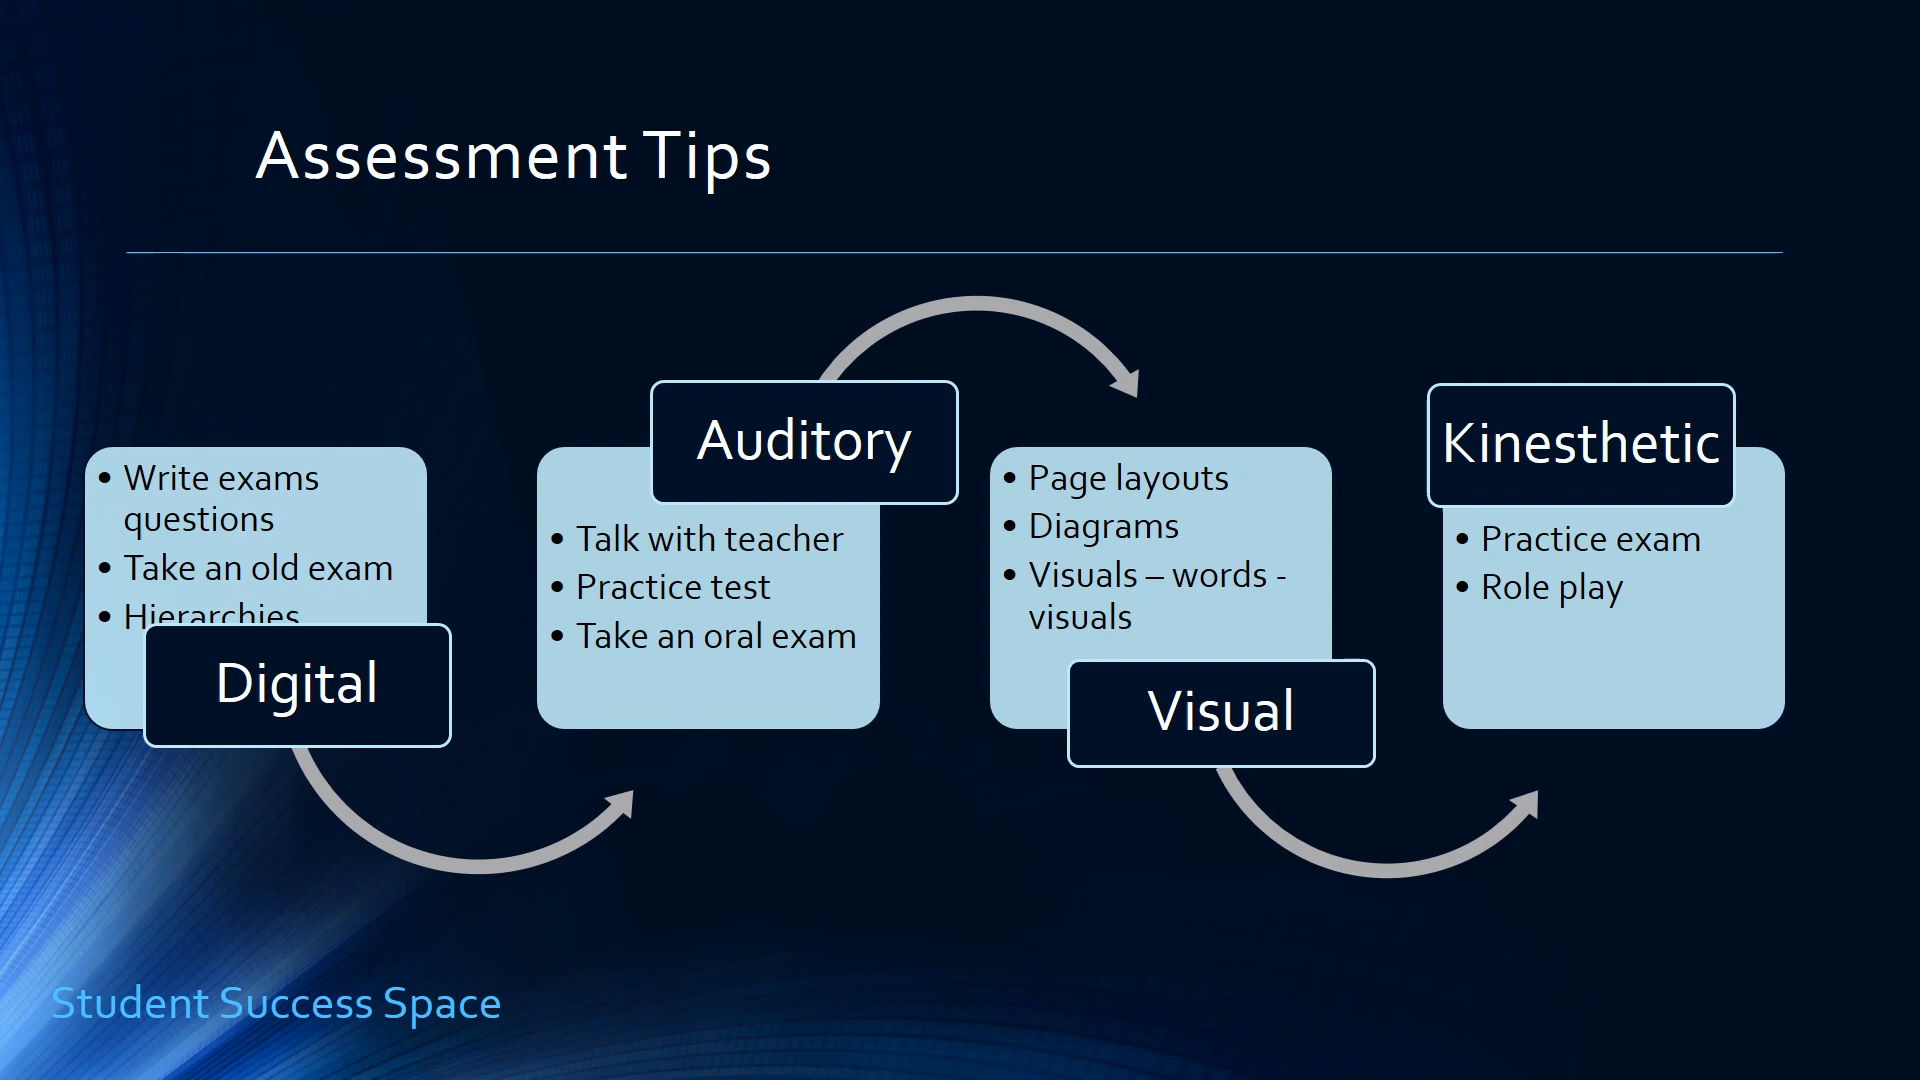 Assessment Tips
• Write exams
questions
• Take an old exam
• Hierarchies
Digital
Auditory
• Talk with teacher
• Practice test
• Take an oral exam
• Page layouts
• Diagrams
• Visuals – words -
visuals
Visual
Kinesthetic
• Practice exam
• Role play
Student Success Space